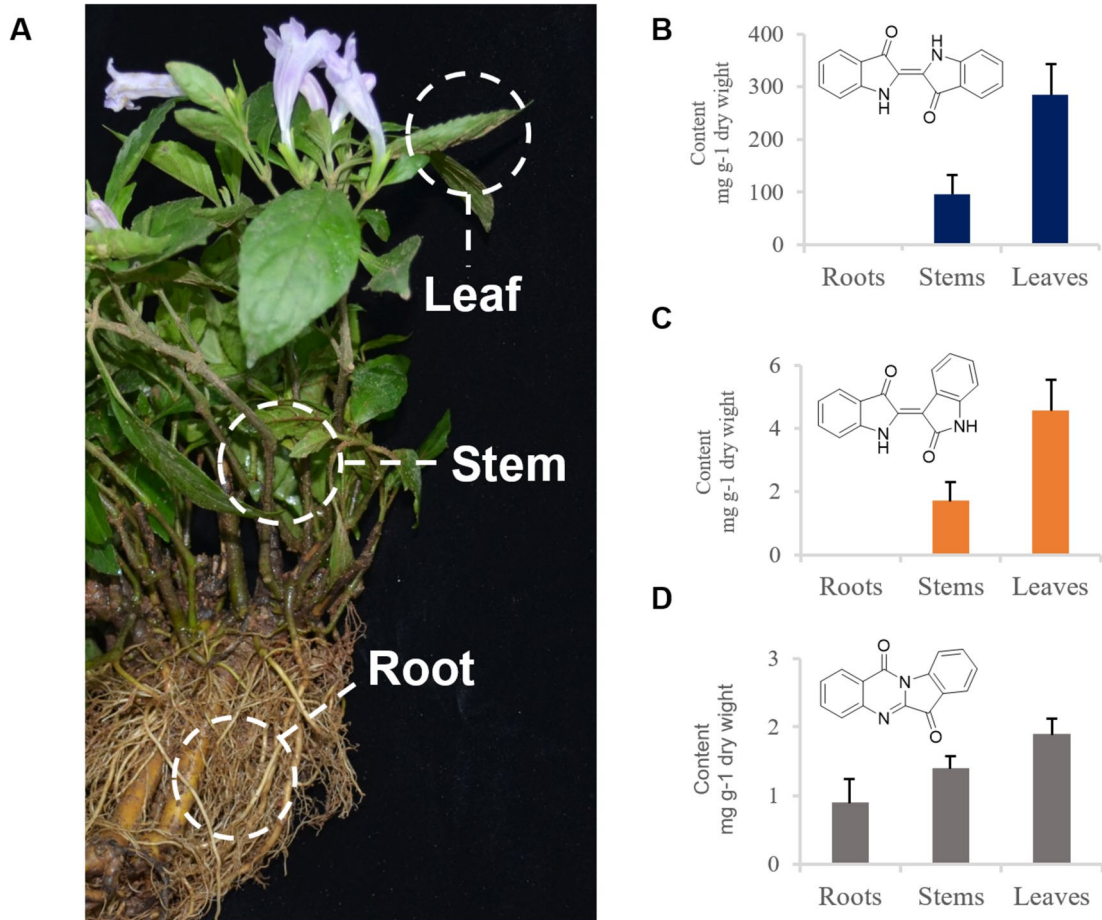 A
Leaf
Stem
Root
B
Content
mg g-1 dry wight
400
300
200
100
0
O
H
N
N
H
O
Roots Stems Leaves
C
Content
mg g-1 dry wight
6
4
2
0
O
N
H
O
NH
Roots Stems Leaves
D
Content
mg g-1 dry wight
3
2
1
0
O
N
N
O
Roots Stems Leaves